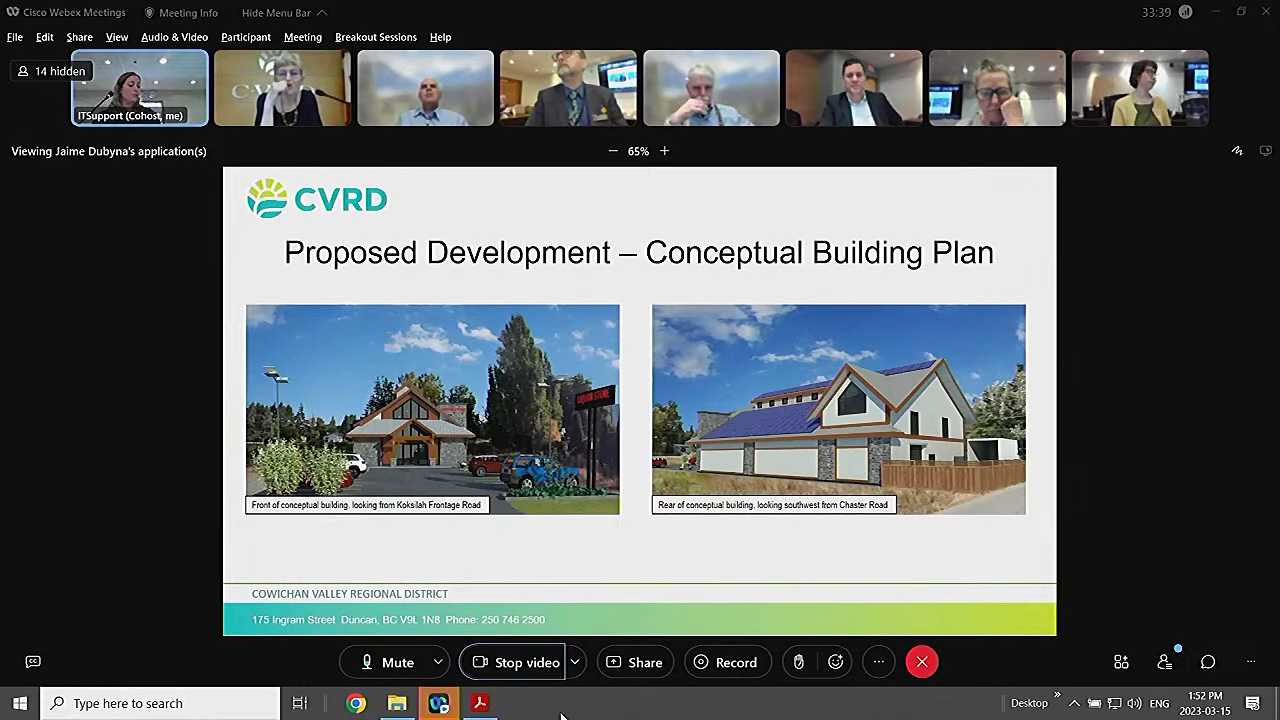 Cisco Webex Meetings
Meeting Info
Hide Menu Bar
33:39
File Edit Share View Audio & Video Participant Meeting Breakout Sessions Help
14 hidden
ITSupport (Cohost, me)
Viewing Jaime Dubyna's application(s)
65%
CVRD
Proposed Development – Conceptual Building Plan
LIQUOR STORE
Front of conceptual building, looking from Koksilah Frontage Road
Rear of conceptual building, looking southwest from Chaster Road
COWICHAN VALLEY REGIONAL DISTRICT
175 Ingram Street Duncan, BC V9L 1N8 Phone: 250 746 2500
Mute
Stop video
Share
Record
Type here to search
Desktop
ENG
1:52 PM
2023-03-15